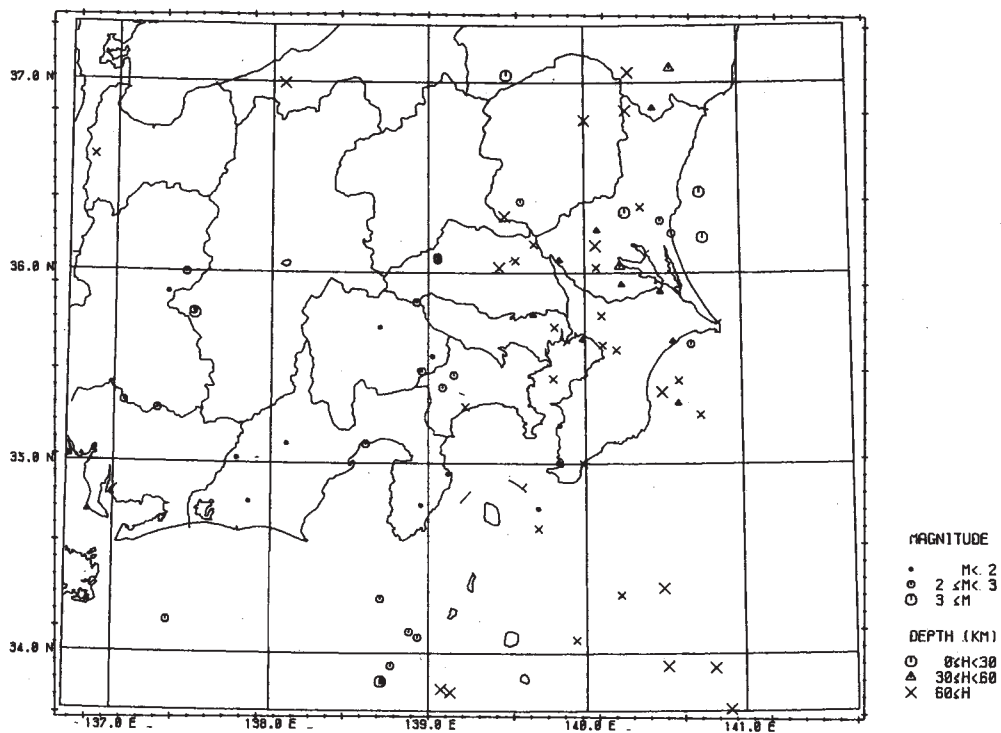 37.0 N
36.0 N
35.0 N
34.0 N
137.0 E
138.0 E
139.0 E
140.0 E
141.0 E
MAGNITUDE
M< 2
2 ≤M< 3
3 ≤M
DEPTH (KM)
0≤H<30
30≤H<60
60≤H